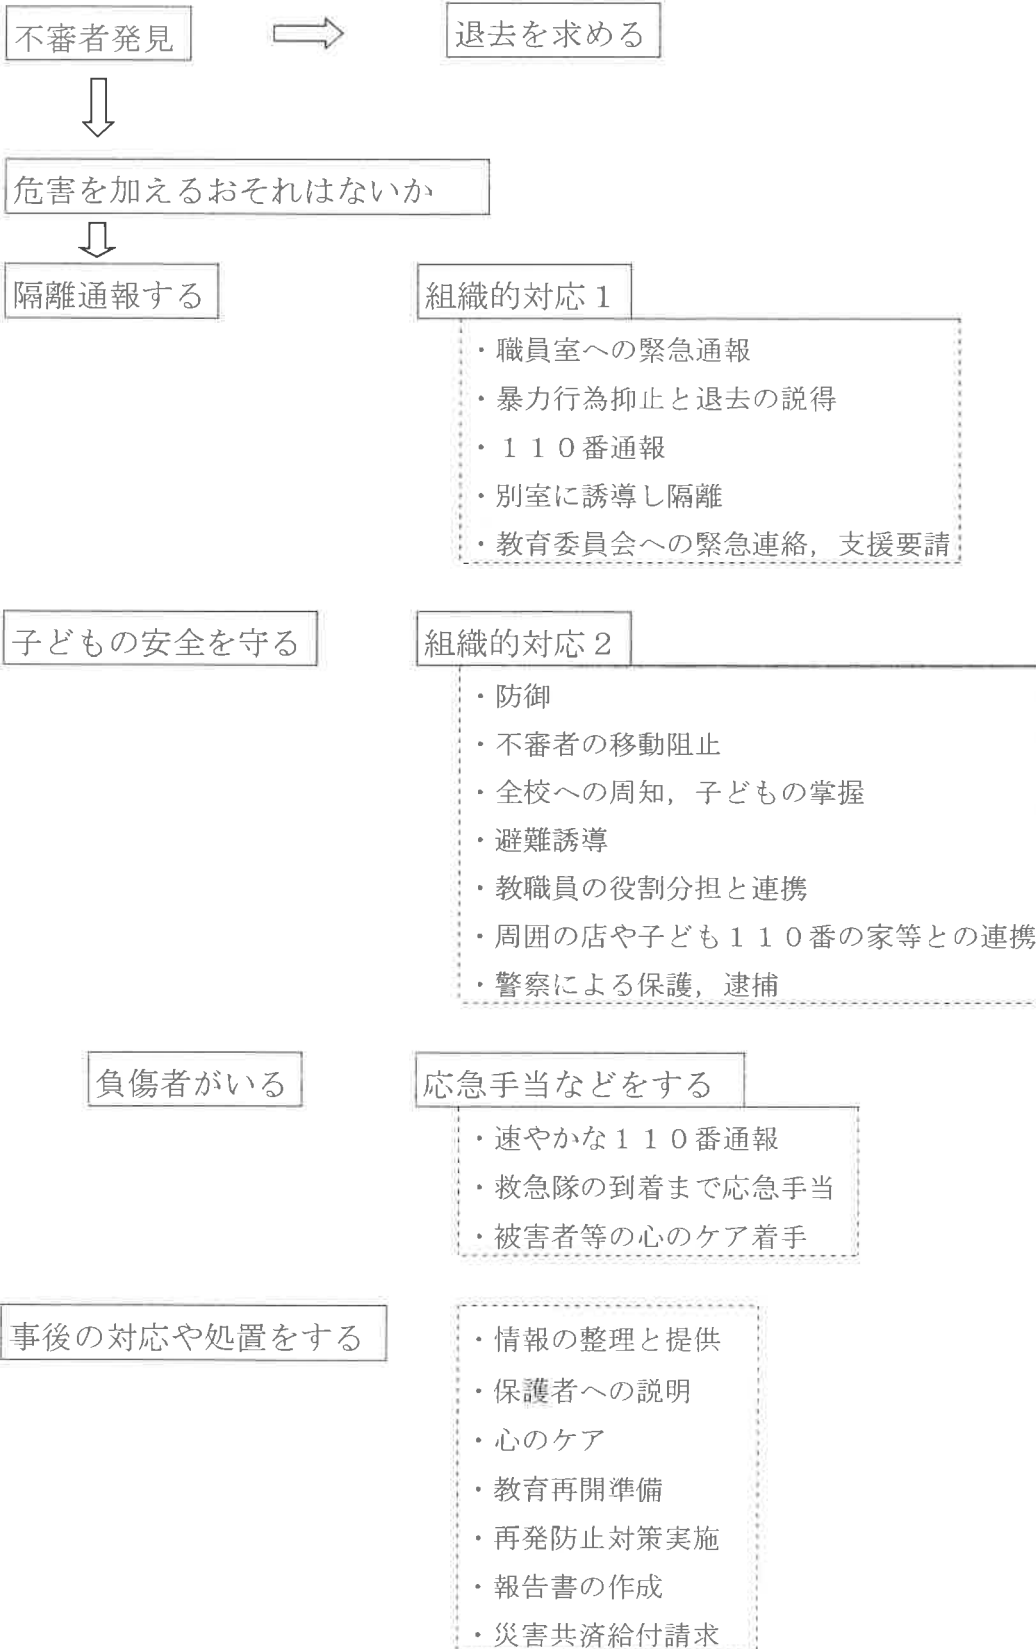 不審者発見
退去を求める
危害を加えるおそれはないか
隔離通報する
組織的対応１
・職員室への緊急通報
・暴力行為抑止と退去の説得
・１１０番通報
・別室に誘導し隔離
・教育委員会への緊急連絡，支援要請
子どもの安全を守る
組織的対応２
・防御
・不審者の移動阻止
・全校への周知，子どもの掌握
・避難誘導
・教職員の役割分担と連携
・周囲の店や子ども１１０番の家等との連携
・警察による保護，逮捕
負傷者がいる
応急手当などをする
・速やかな１１０番通報
・救急隊の到着まで応急手当
・被害者等の心のケア着手
事後の対応や処置をする
・情報の整理と提供
・保護者への説明
・心のケア
・教育再開準備
・再発防止対策実施
・報告書の作成
・災害共済給付請求